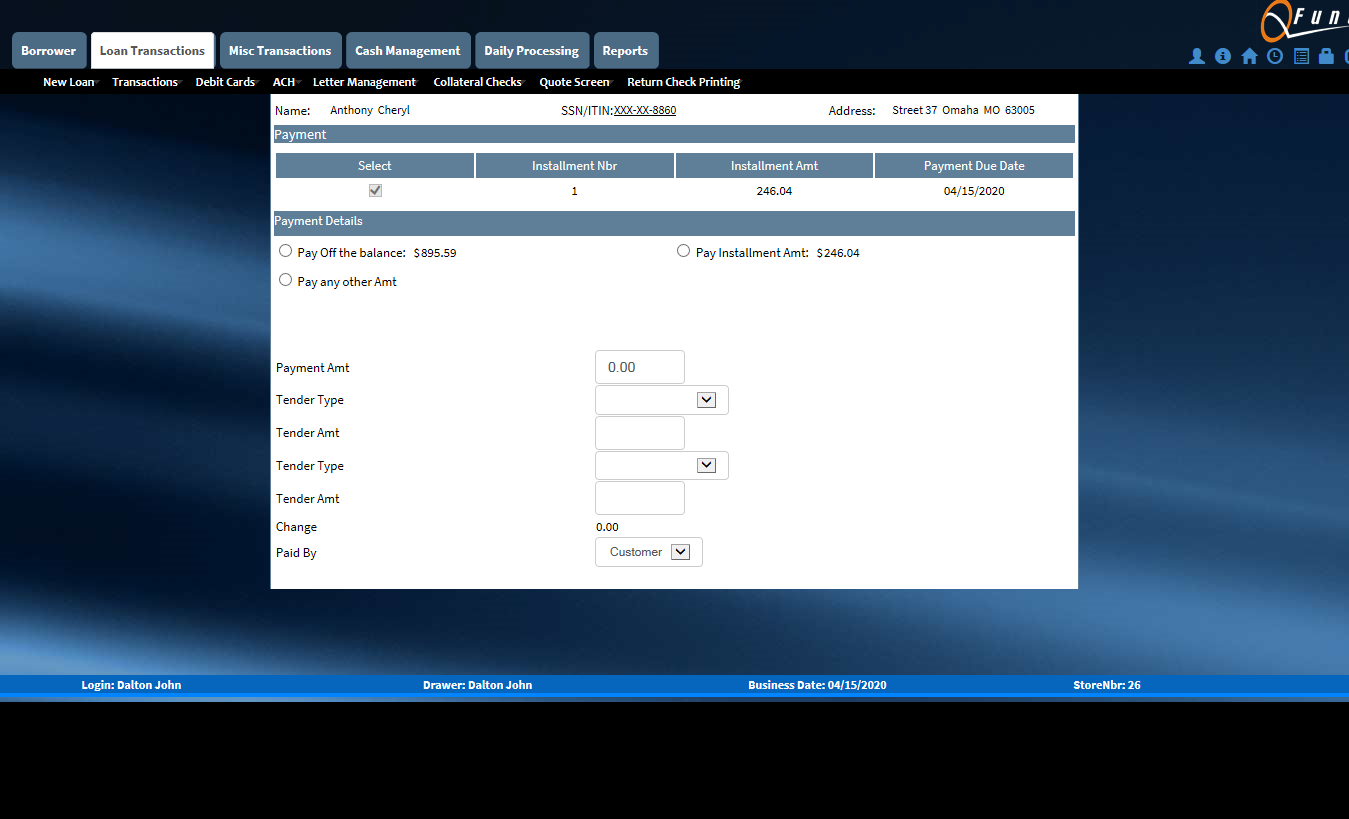 Fun
Borrower Loan Transactions Misc Transactions Cash Management Daily Processing Reports
New Loan Transactions Debit Cards ACH Letter Management Collateral Checks Quote Screen Return Check Printing
Name: Anthony Cheryl SSN/ITIN:XXX-XX-8860 Address: Street 37 Omaha MO 63005
Payment
Select Installment Nbr Installment Amt Payment Due Date
1 246.04 04/15/2020
Payment Details
Pay Off the balance: $895.59 Pay Installment Amt: $246.04
Pay any other Amt
Payment Amt 0.00
Tender Type
Tender Amt
Tender Type
Tender Amt
Change 0.00
Paid By Customer
Login: Dalton John Drawer: Dalton John Business Date: 04/15/2020 StoreNbr: 26